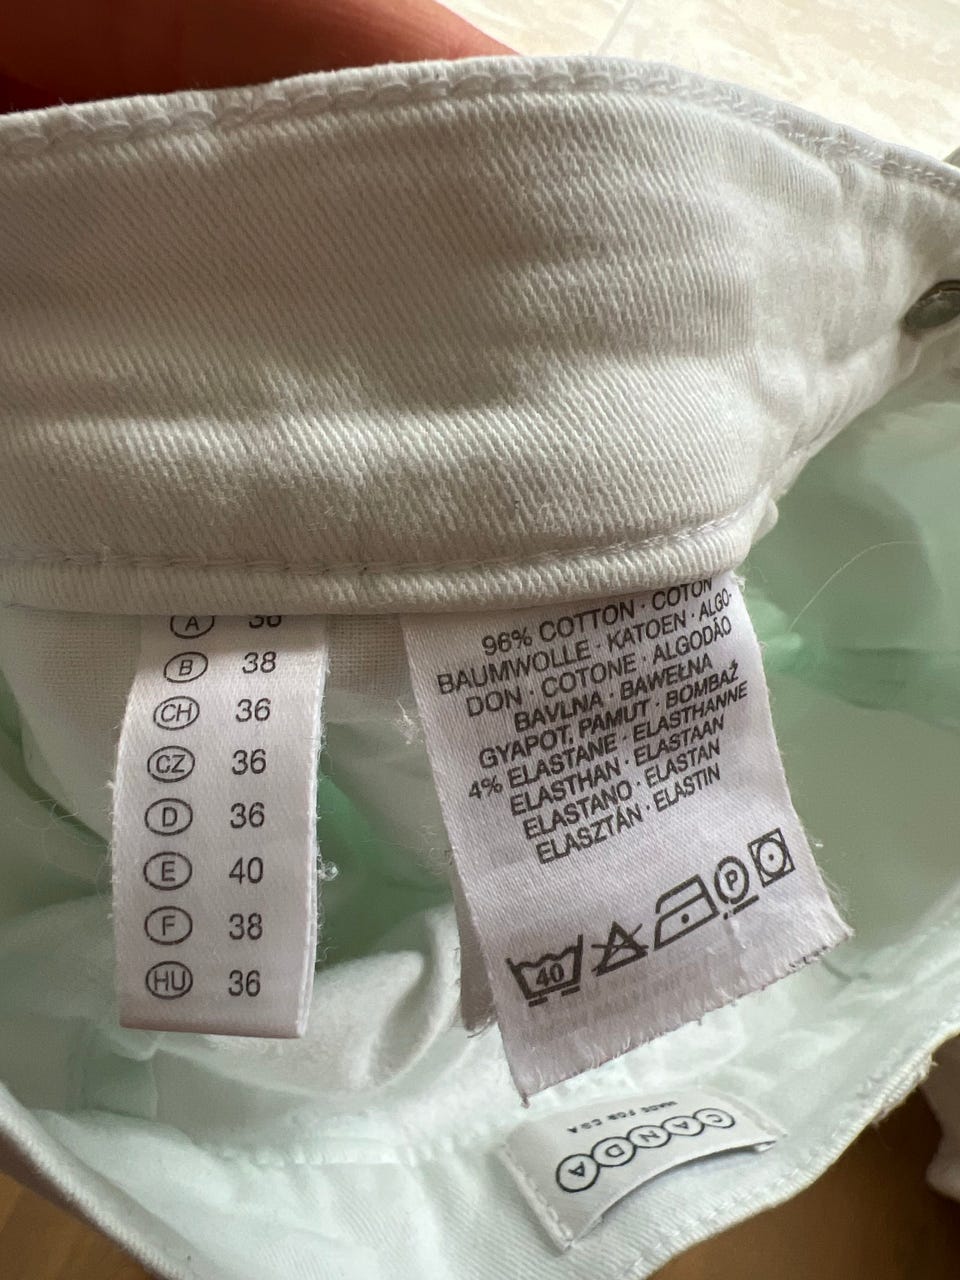 A 36
B 38
CH 36
CZ 36
D 36
E 40
F 38
HU 36
96% COTTON · COTON
BAUMWOLLE · KATOEN · ALGO-
DON · COTONE · ALGODÃO
BAVLNA · BAWEŁNA
GYAPOT, PAMUT · BOMBAŽ
4% ELASTANE · ELASTHANNE
ELASTHAN · ELASTAAN
ELASTANO · ELASTAN
ELASZTÁN · ELASTIN
40
P
CANDA
MADE FOR C&A